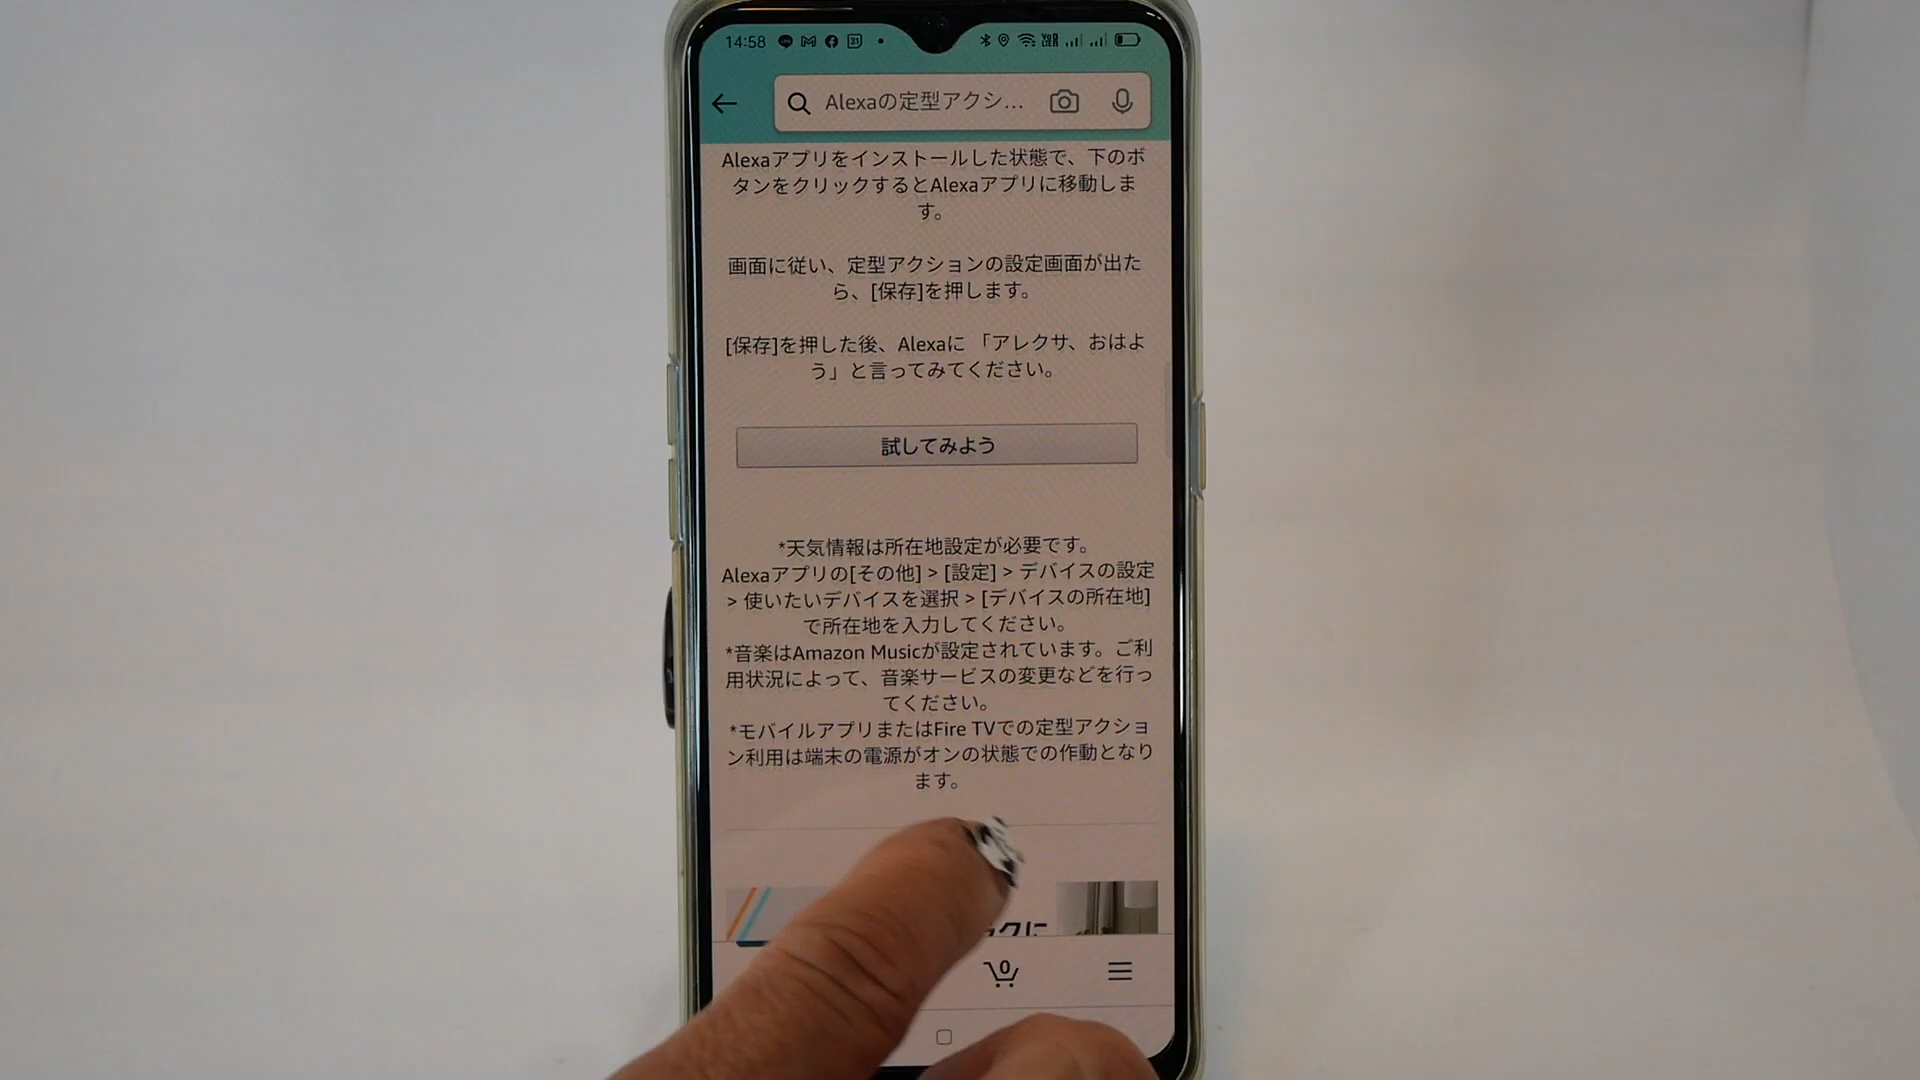 14:58
31
Alexaの定型アクシ...
Alexaアプリをインストールした状態で、下のボ
タンをクリックするとAlexaアプリに移動しま
す。
画面に従い、定型アクションの設定画面が出た
ら、[保存]を押します。
[保存]を押した後、Alexaに 「アレクサ、おはよ
う」と言ってみてください。
試してみよう
*天気情報は所在地設定が必要です。
Alexaアプリの[その他] > [設定] > デバイスの設定
> 使いたいデバイスを選択 > [デバイスの所在地]
で所在地を入力してください。
*音楽はAmazon Musicが設定されています。ご利
用状況によって、音楽サービスの変更などを行っ
てください。
*モバイルアプリまたはFire TVでの定型アクショ
ン利用は端末の電源がオンの状態での作動となり
ます。
クに
0